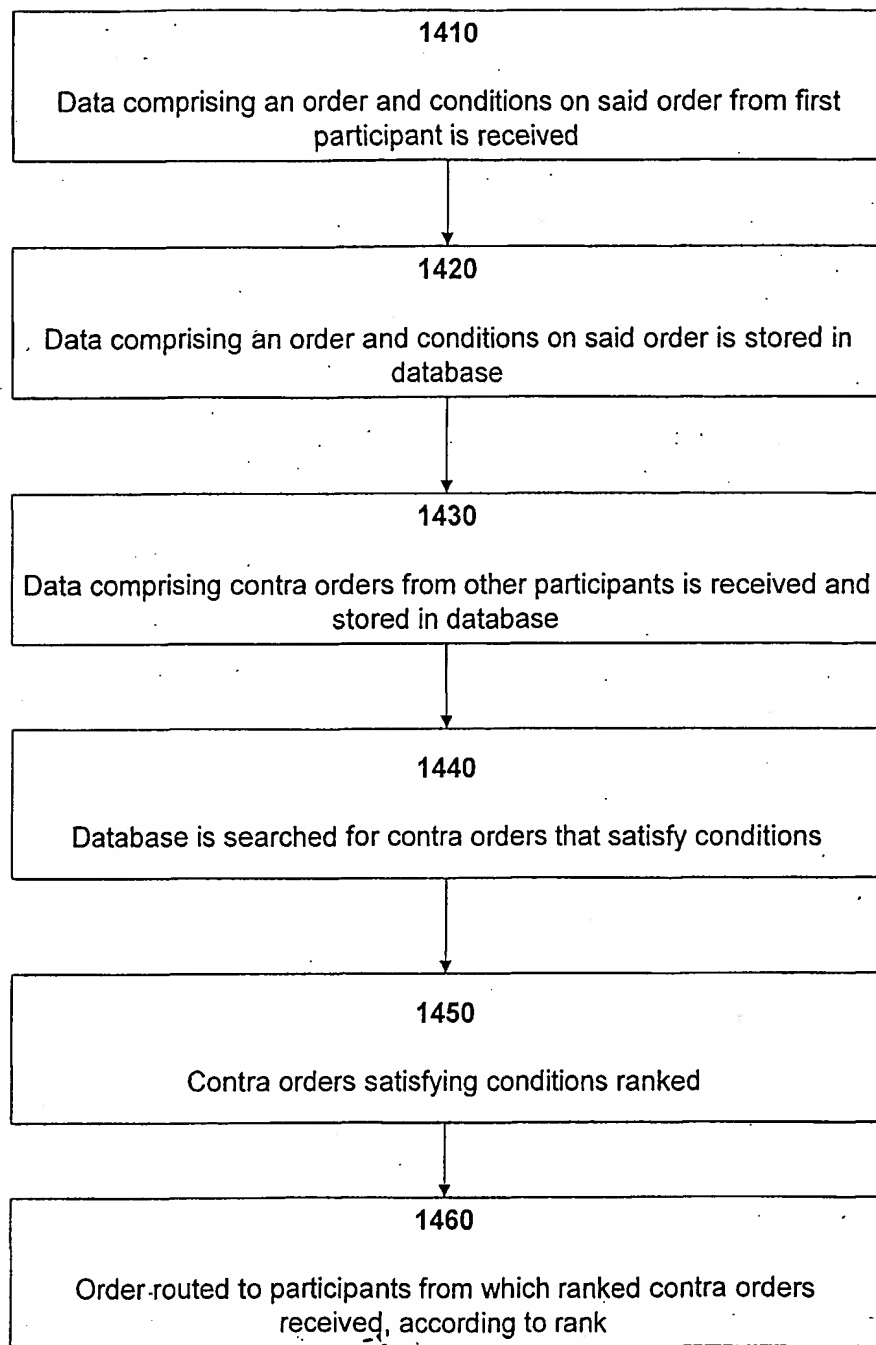 1410
Data comprising an order and conditions on said order from first
participant is received
1420
Data comprising an order and conditions on said order is stored in
database
1430
Data comprising contra orders from other participants is received and
stored in database
1440
Database is searched for contra orders that satisfy conditions
1450
Contra orders satisfying conditions ranked
1460
Order routed to participants from which ranked contra orders
received, according to rank